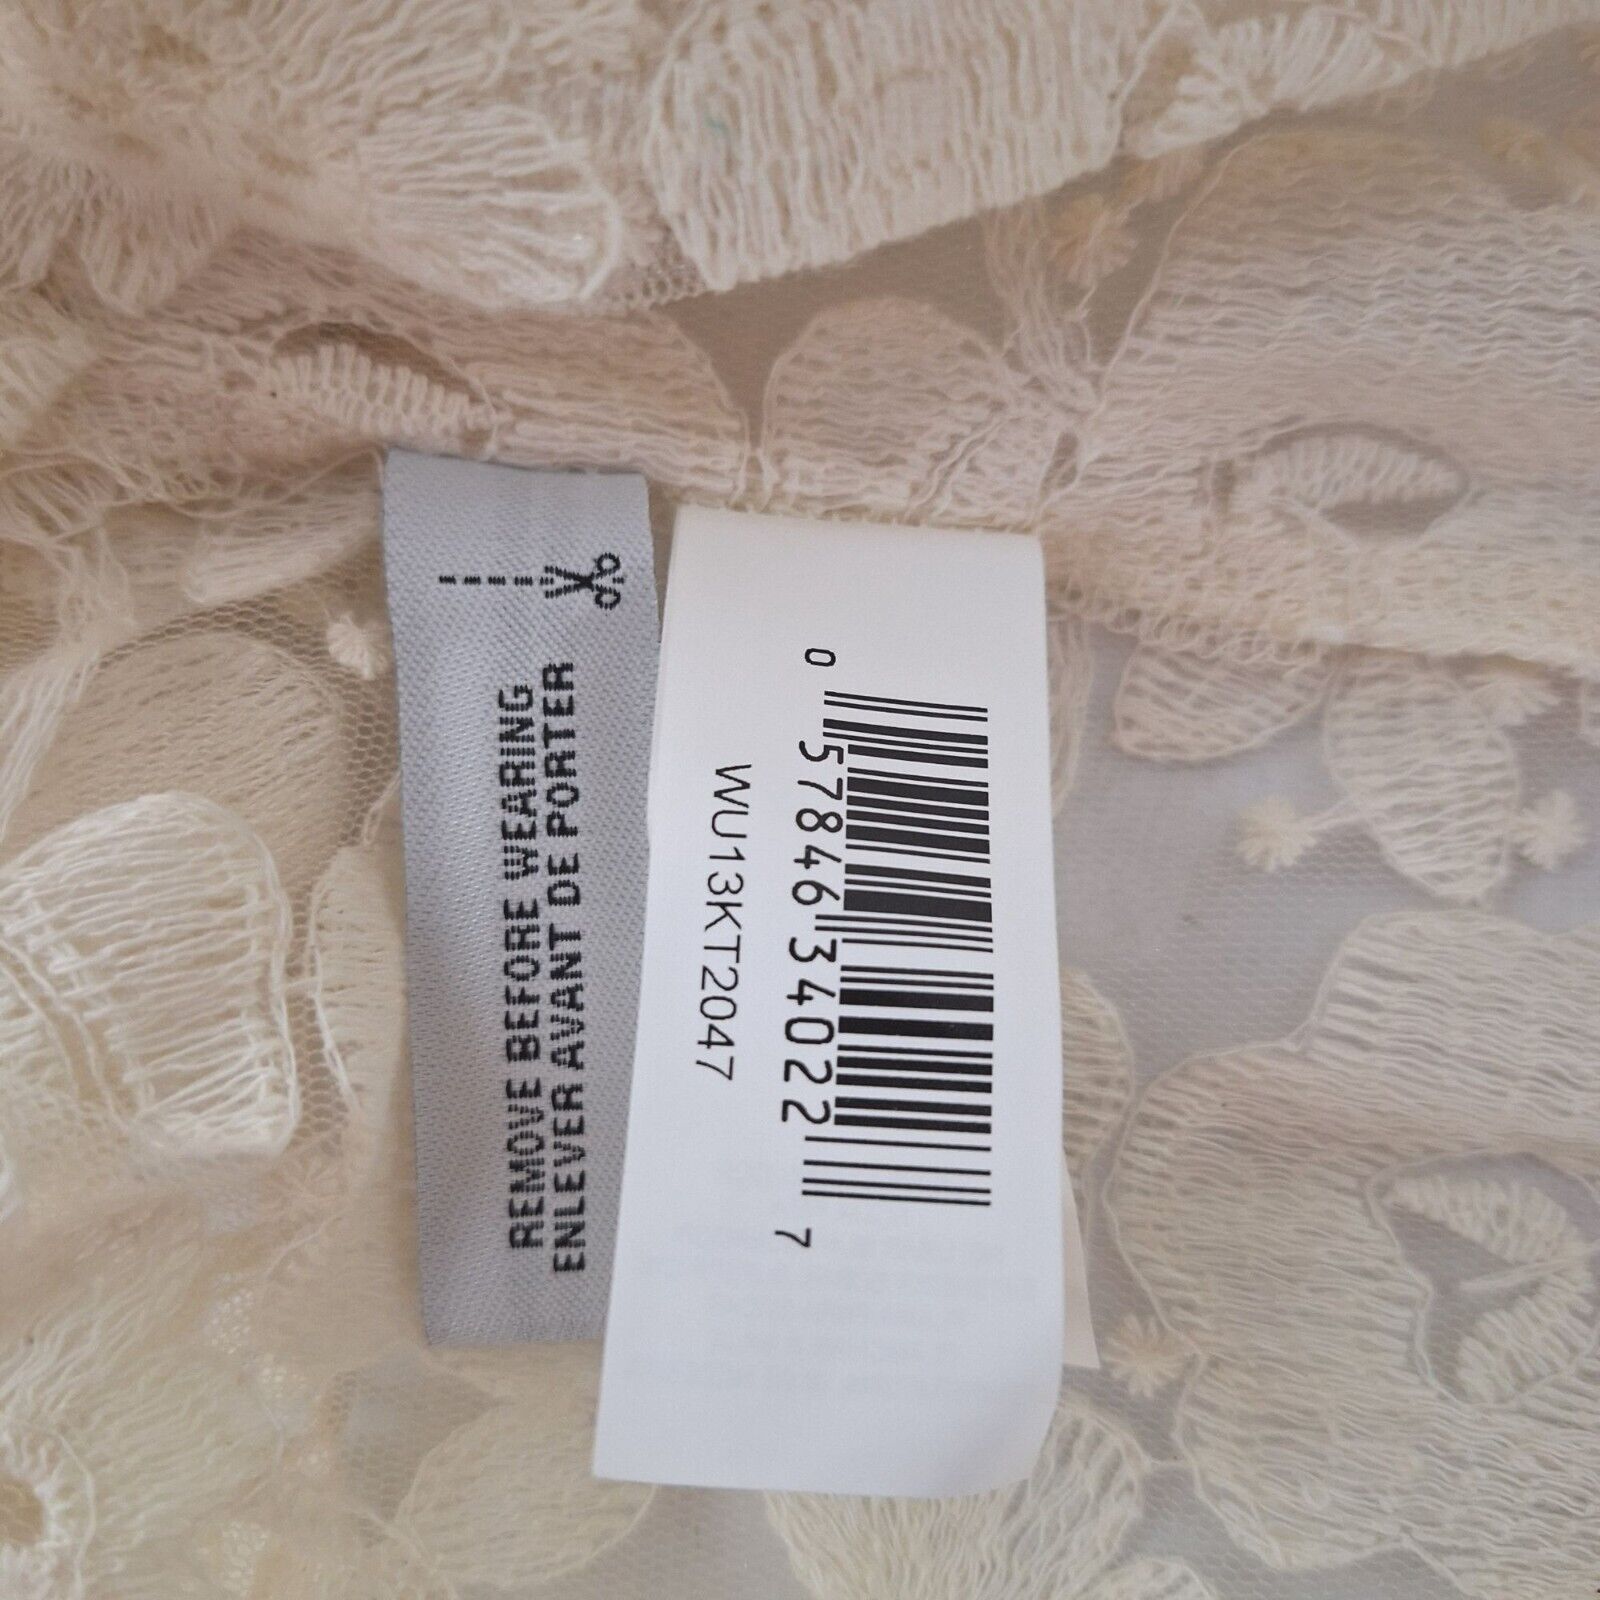 REMOVE BEFORE WEARING
ENLEVER AVANT DE PORTER
0 57846 34022 7
WU13KT2047